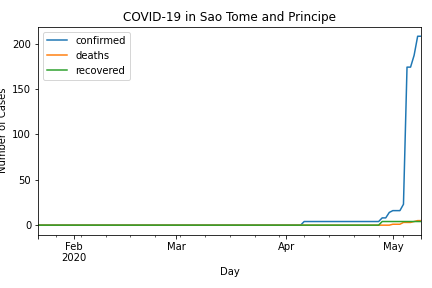 COVID-19 in Sao Tome and Principe
confirmed
deaths
recovered
200
150
100
50
0
Number of Cases
Feb
2020
Mar
Apr
May
Day